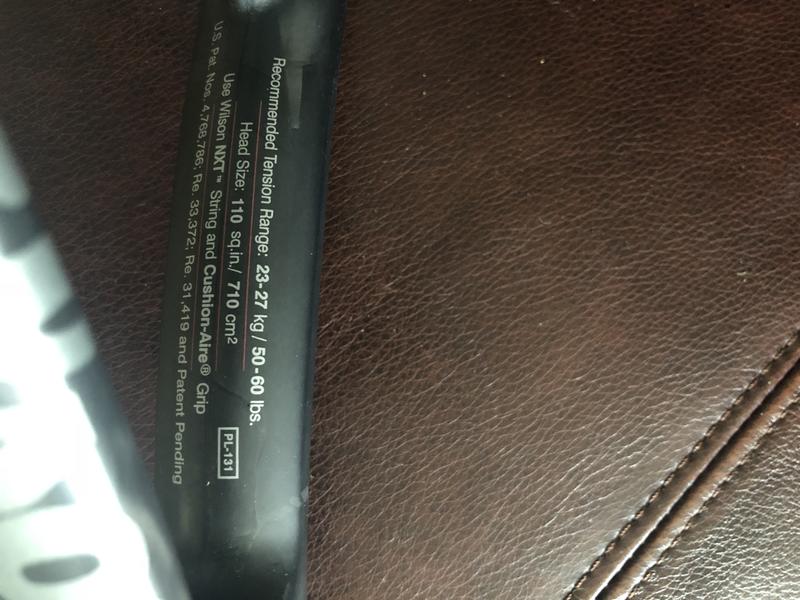 Recommended Tension Range: 23-27 kg / 50-60 lbs.
Head Size: 110 sq.in./ 710 cm²
Use Wilson NXT™ String and Cushion-Aire® Grip
U.S. Pat. Nos. 4,768,786; Re. 33,372; Re. 31,419 and Patent Pending
PL-131